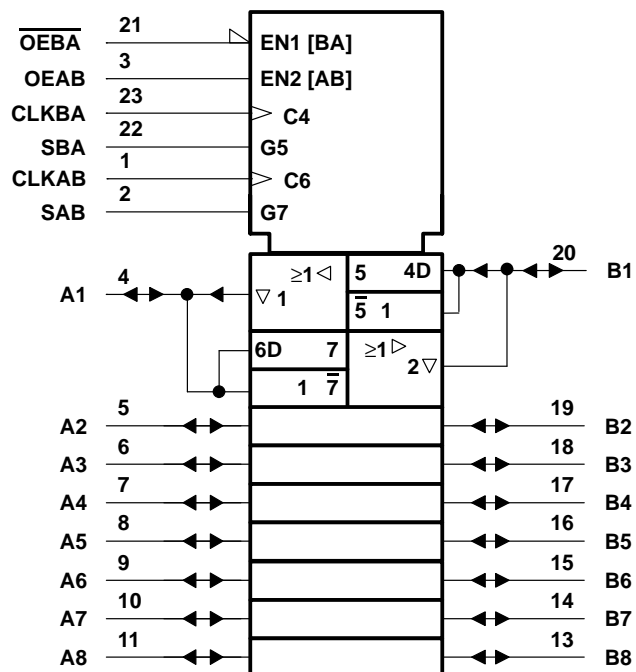 21
O̅E̅B̅A̅ EN1 [BA]
3
OEAB EN2 [AB]
23
CLKBA C4
22
SBA G5
1
CLKAB C6
2
SAB G7
4 ≥1 5 4D 20
A1 1 5̅ 1 B1
6D 7 ≥1
2
1 7̅
5 19
A2 B2
6 18
A3 B3
7 17
A4 B4
8 16
A5 B5
9 15
A6 B6
10 14
A7 B7
11 13
A8 B8